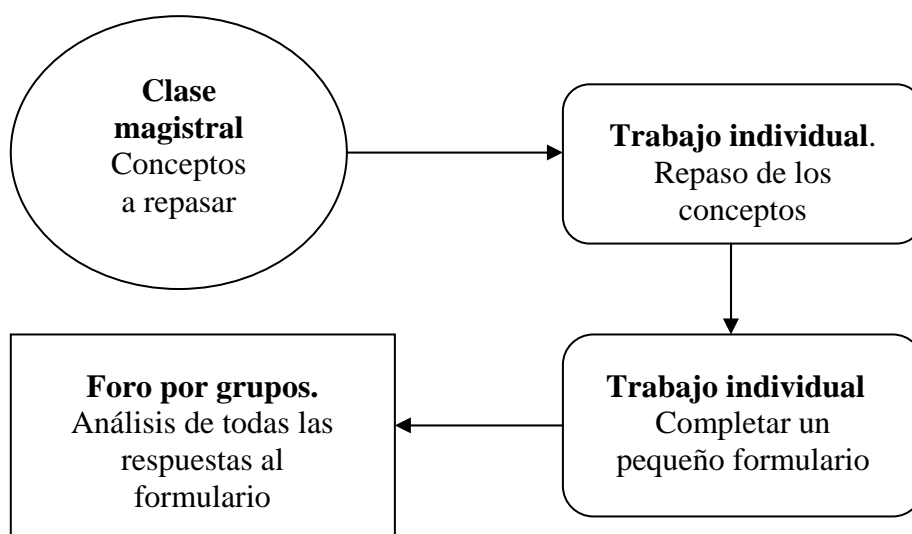 Clase
magistral
Conceptos
a repasar
Trabajo individual.
Repaso de los
conceptos
Trabajo individual
Completar un
pequeño formulario
Foro por grupos.
Análisis de todas las
respuestas al
formulario